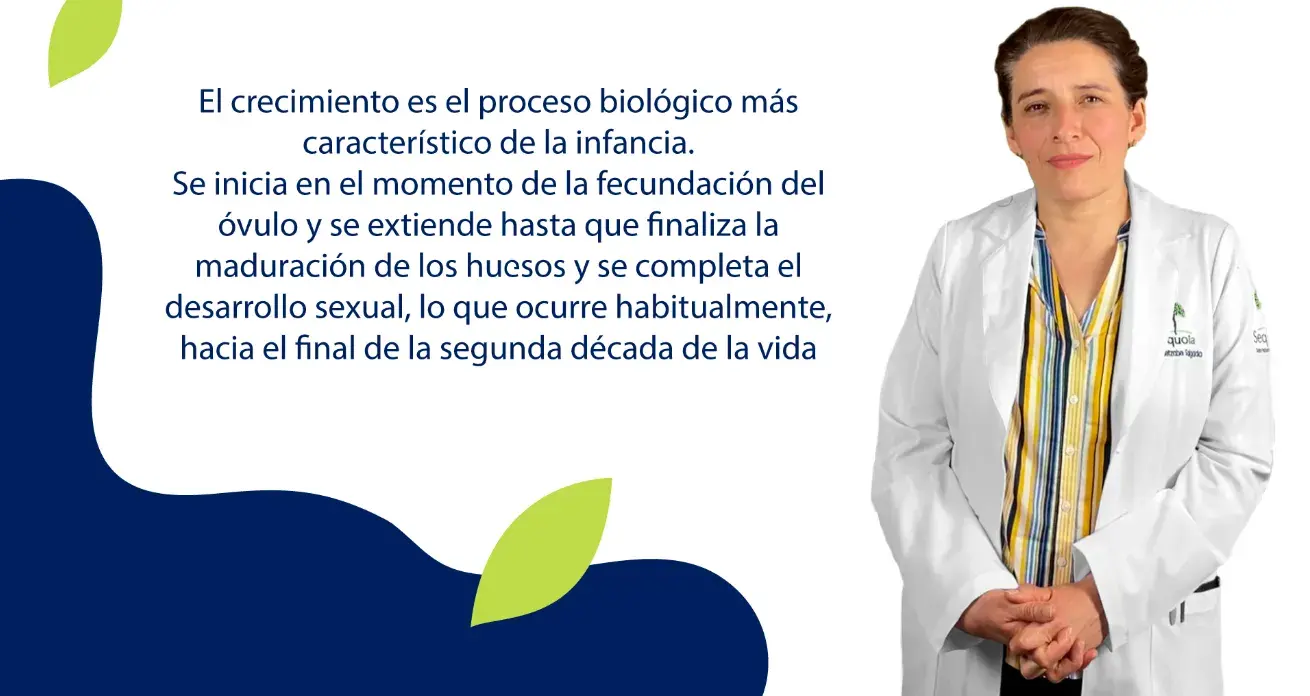 El crecimiento es el proceso biológico más
característico de la infancia.
Se inicia en el momento de la fecundación del
óvulo y se extiende hasta que finaliza la
maduración de los huesos y se completa el
desarrollo sexual, lo que ocurre habitualmente,
hacia el final de la segunda década de la vida
quoia
Seq